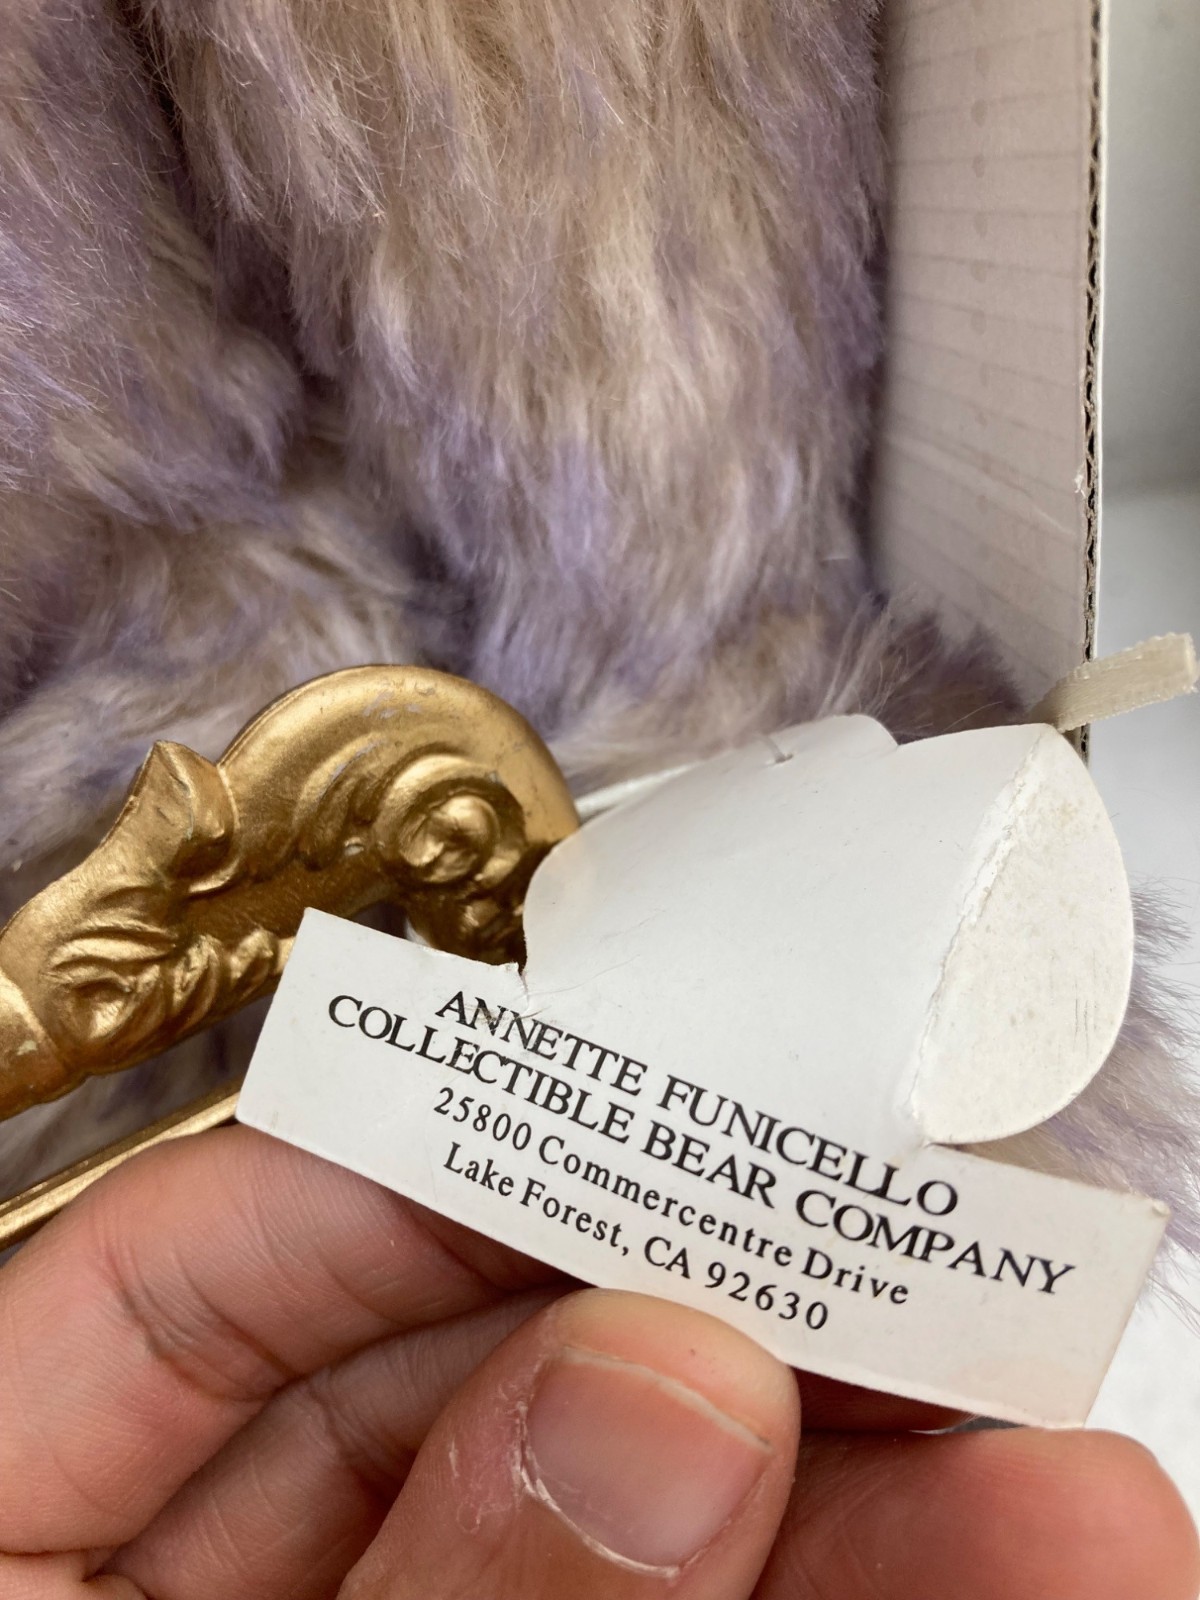 ANNETTE FUNICELLO
COLLECTIBLE BEAR COMPANY
25800 Commercentre Drive
Lake Forest, CA 92630